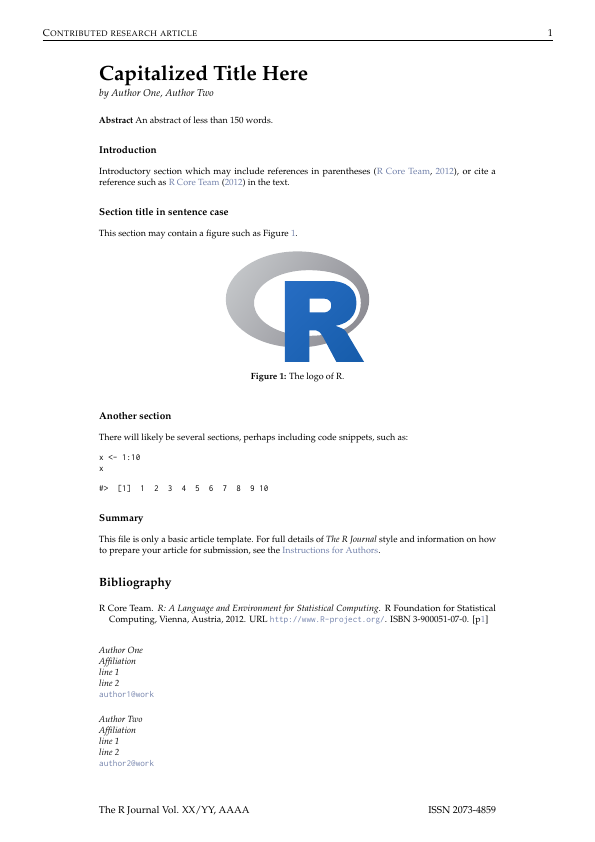 CONTRIBUTED RESEARCH ARTICLE 1
Capitalized Title Here
by Author One, Author Two
Abstract An abstract of less than 150 words.
Introduction
Introductory section which may include references in parentheses (R Core Team, 2012), or cite a
reference such as R Core Team (2012) in the text.
Section title in sentence case
This section may contain a figure such as Figure 1.
R
Figure 1: The logo of R.
Another section
There will likely be several sections, perhaps including code snippets, such as:
x <- 1:10
x
#> [1] 1 2 3 4 5 6 7 8 9 10
Summary
This file is only a basic article template. For full details of The R Journal style and information on how
to prepare your article for submission, see the Instructions for Authors.
Bibliography
R Core Team. R: A Language and Environment for Statistical Computing. R Foundation for Statistical
Computing, Vienna, Austria, 2012. URL http://www.R-project.org/. ISBN 3-900051-07-0. [p1]
Author One
Affiliation
line 1
line 2
author1@work
Author Two
Affiliation
line 1
line 2
author2@work
The R Journal Vol. XX/YY, AAAA ISSN 2073-4859